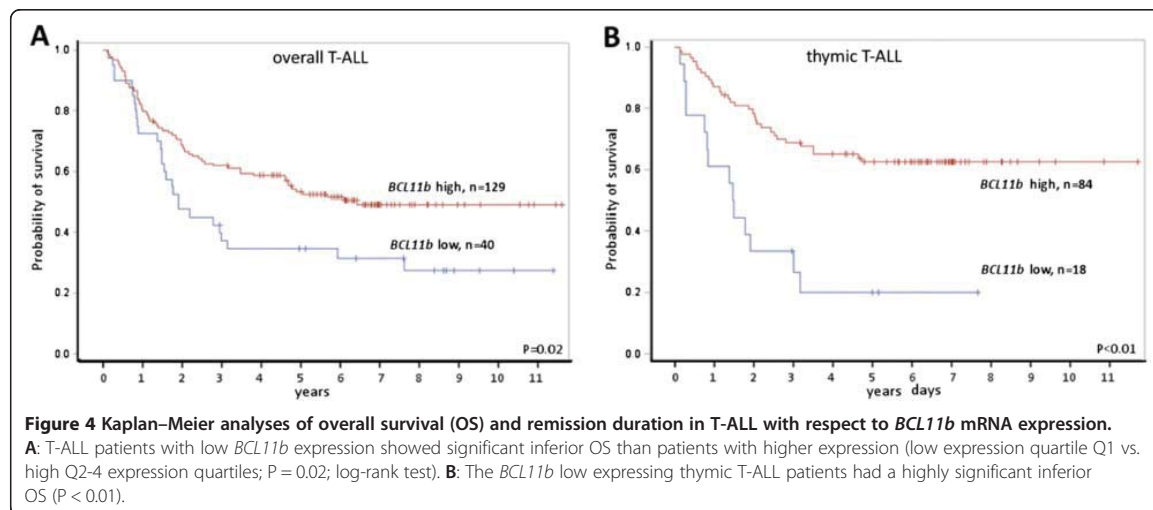 A
overall T-ALL
1.0
0.8
0.6
0.4
0.2
0.0
Probability of survival
BCL11b high, n=129
BCL11b low, n=40
P=0.02
0 1 2 3 4 5 6 7 8 9 10 11
years
B
thymic T-ALL
1.0
0.8
0.6
0.4
0.2
0.0
Probability of survival
BCL11b high, n=84
BCL11b low, n=18
P<0.01
0 1 2 3 4 5 6 7 8 9 10 11
years days
Figure 4 Kaplan–Meier analyses of overall survival (OS) and remission duration in T-ALL with respect to BCL11b mRNA expression.
A: T-ALL patients with low BCL11b expression showed significant inferior OS than patients with higher expression (low expression quartile Q1 vs.
high Q2-4 expression quartiles; P = 0.02; log-rank test). B: The BCL11b low expressing thymic T-ALL patients had a highly significant inferior
OS (P < 0.01).